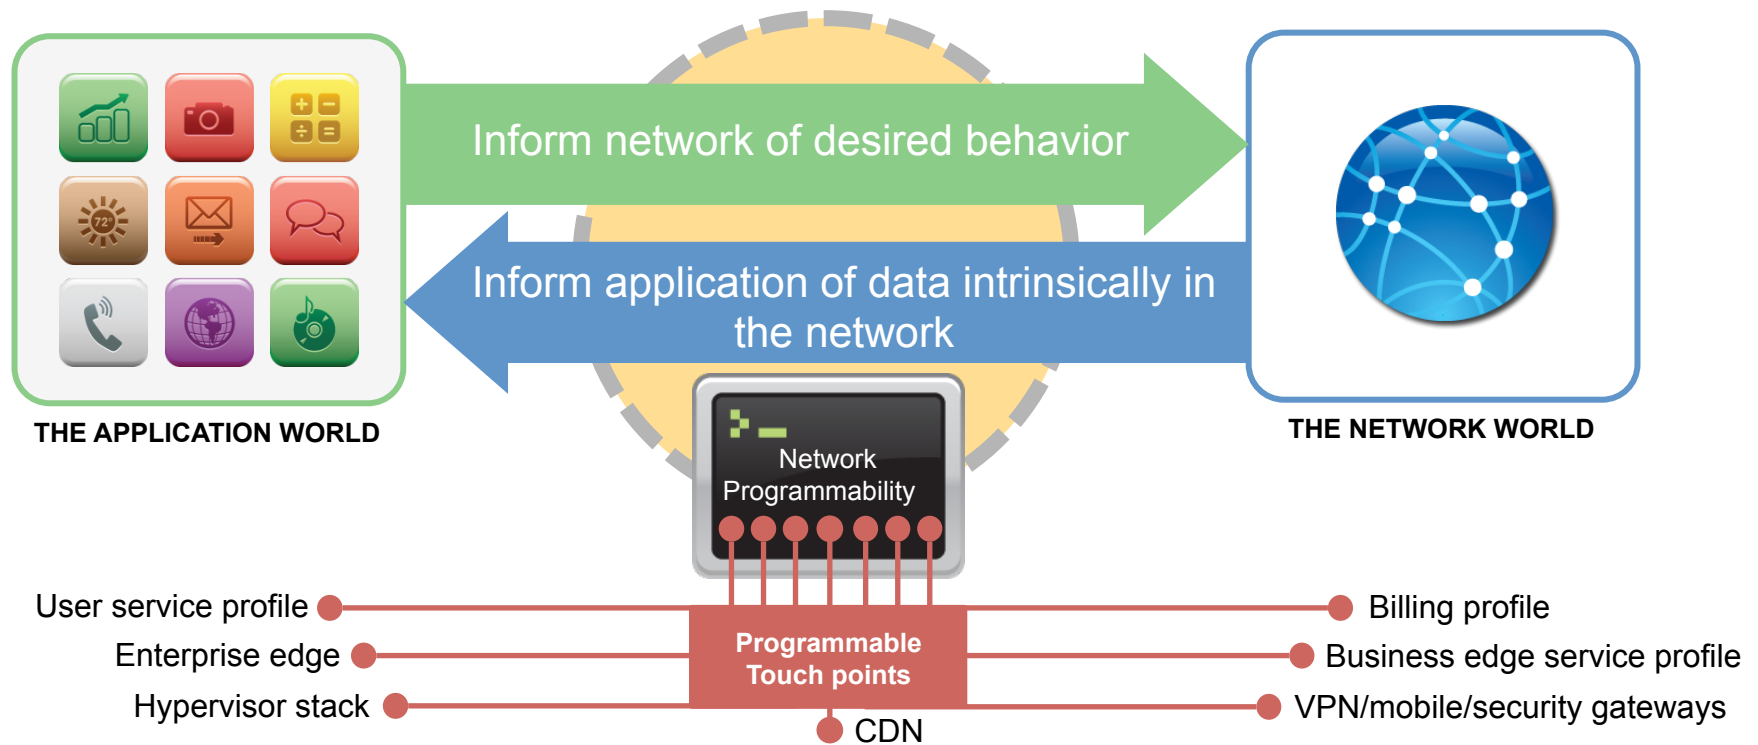 Inform network of desired behavior
72°
Inform application of data intrinsically in
the network
THE APPLICATION WORLD
THE NETWORK WORLD
Network
Programmability
User service profile
Billing profile
Programmable
Touch points
Enterprise edge
Business edge service profile
Hypervisor stack
VPN/mobile/security gateways
CDN